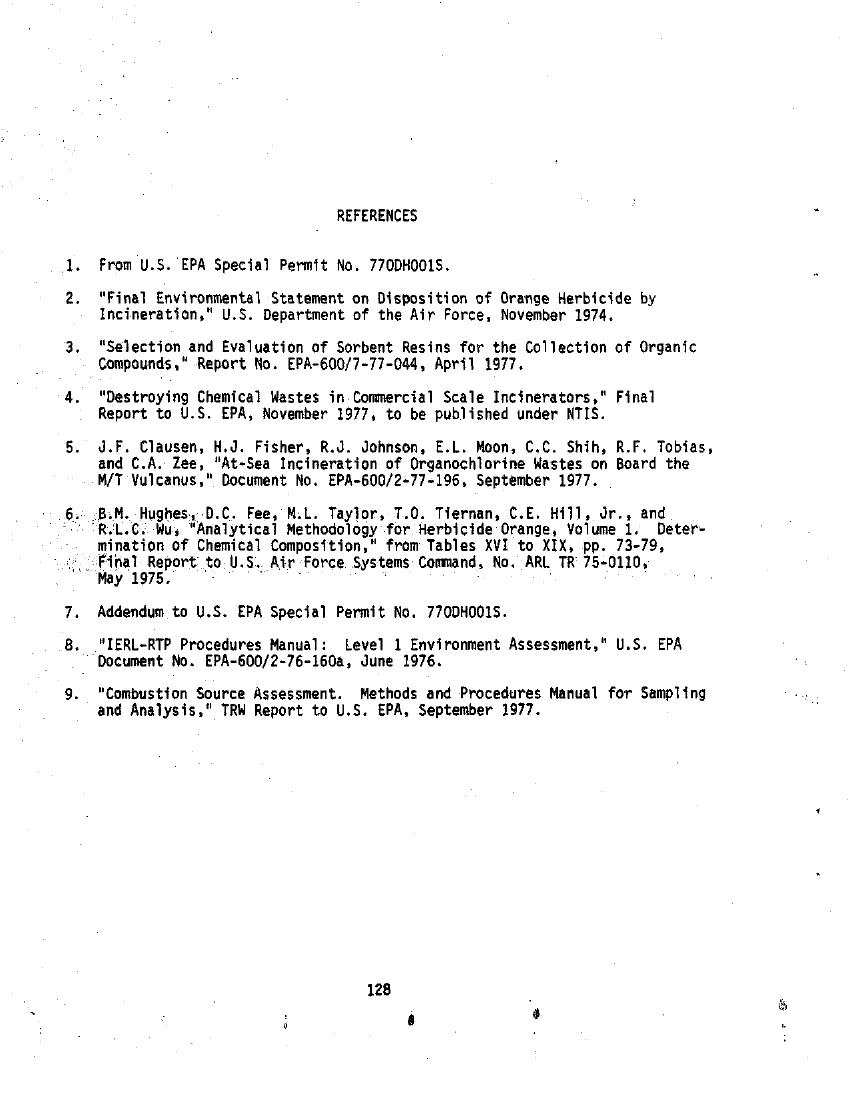 REFERENCES
1. From U.S. EPA Special Permit No. 770DH001S.
2. "Final Environmental Statement on Disposition of Orange Herbicide by
Incineration," U.S. Department of the Air Force, November 1974.
3. "Selection and Evaluation of Sorbent Resins for the Collection of Organic
Compounds," Report No. EPA-600/7-77-044, April 1977.
4. "Destroying Chemical Wastes in Commercial Scale Incinerators," Final
Report to U.S. EPA, November 1977, to be published under NTIS.
5. J.F. Clausen, H.J. Fisher, R.J. Johnson, E.L. Moon, C.C. Shih, R.F. Tobias,
and C.A. Zee, "At-Sea Incineration of Organochlorine Wastes on Board the
M/T Vulcanus," Document No. EPA-600/2-77-196, September 1977.
6. B.M. Hughes, D.C. Fee, M.L. Taylor, T.O. Tiernan, C.E. Hill, Jr., and
R.L.C. Wu, "Analytical Methodology for Herbicide Orange, Volume 1. Deter-
mination of Chemical Composition," from Tables XVI to XIX, pp. 73-79,
Final Report to U.S. Air Force Systems Command, No. ARL TR 75-0110,
May 1975.
7. Addendum to U.S. EPA Special Permit No. 770DH001S.
8. "IERL-RTP Procedures Manual: Level 1 Environment Assessment," U.S. EPA
Document No. EPA-600/2-76-160a, June 1976.
9. "Combustion Source Assessment. Methods and Procedures Manual for Sampling
and Analysis," TRW Report to U.S. EPA, September 1977.
128